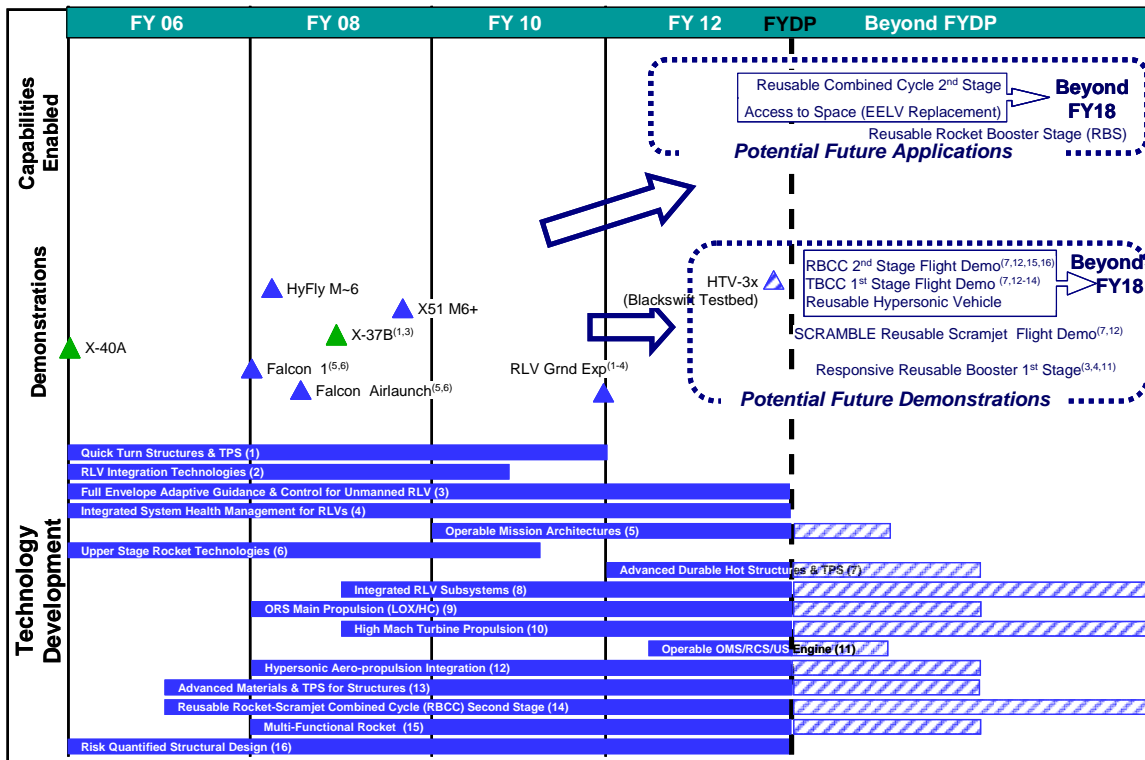 FY 06 FY 08 FY 10 FY 12 FYDP Beyond FYDP
Capabilities
Enabled
Reusable Combined Cycle 2nd Stage
Access to Space (EELV Replacement)
Beyond
FY18
Reusable Rocket Booster Stage (RBS)
Potential Future Applications
Demonstrations
HyFly M~6
X51 M6+
X-37B(1,3)
X-40A
Falcon 1(5,6)
Falcon Airlaunch(5,6)
RLV Grnd Exp(1-4)
HTV-3x
(Blackswift Testbed)
RBCC 2nd Stage Flight Demo(7,12,15,16)
TBCC 1st Stage Flight Demo (7,12-14)
Reusable Hypersonic Vehicle
Beyond
FY18
SCRAMBLE Reusable Scramjet Flight Demo(7,12)
Responsive Reusable Booster 1st Stage(3,4,11)
Potential Future Demonstrations
Technology
Development
Quick Turn Structures & TPS (1)
RLV Integration Technologies (2)
Full Envelope Adaptive Guidance & Control for Unmanned RLV (3)
Integrated System Health Management for RLVs (4)
Operable Mission Architectures (5)
Upper Stage Rocket Technologies (6)
Advanced Durable Hot Structures & TPS (7)
Integrated RLV Subsystems (8)
ORS Main Propulsion (LOX/HC) (9)
High Mach Turbine Propulsion (10)
Operable OMS/RCS/US Engine (11)
Hypersonic Aero-propulsion Integration (12)
Advanced Materials & TPS for Structures (13)
Reusable Rocket-Scramjet Combined Cycle (RBCC) Second Stage (14)
Multi-Functional Rocket (15)
Risk Quantified Structural Design (16)